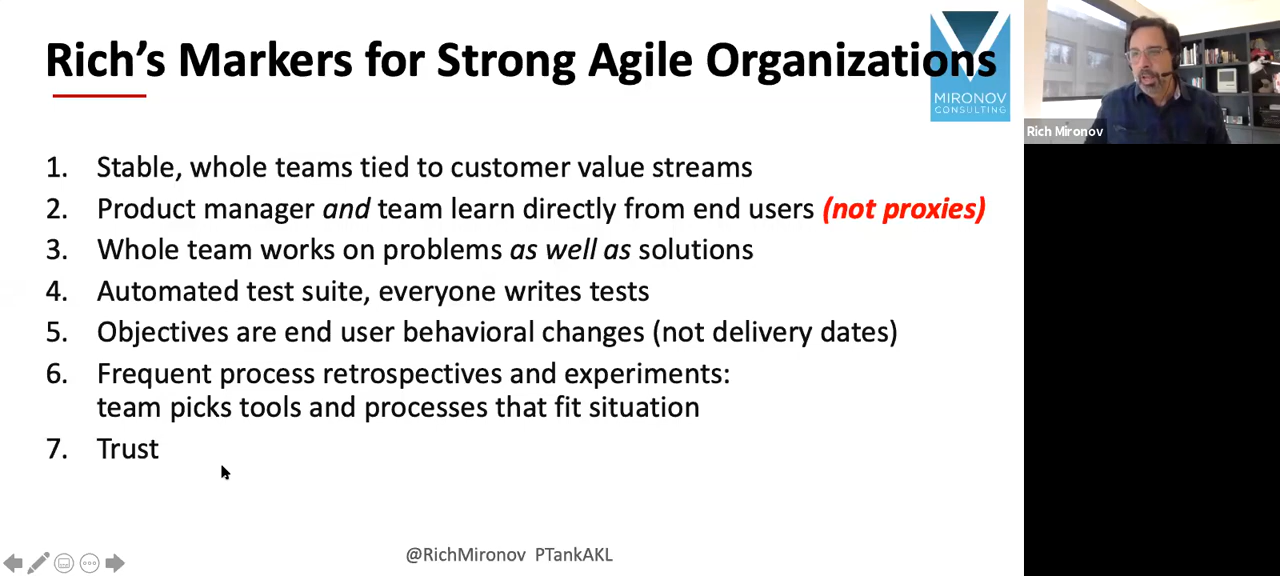 Rich's Markers for Strong Agile Organizations
MIRONOV
CONSULTING
Rich Mironov
1. Stable, whole teams tied to customer value streams
2. Product manager and team learn directly from end users (not proxies)
3. Whole team works on problems as well as solutions
4. Automated test suite, everyone writes tests
5. Objectives are end user behavioral changes (not delivery dates)
6. Frequent process retrospectives and experiments:
team picks tools and processes that fit situation
7. Trust
@RichMironov PTankAKL